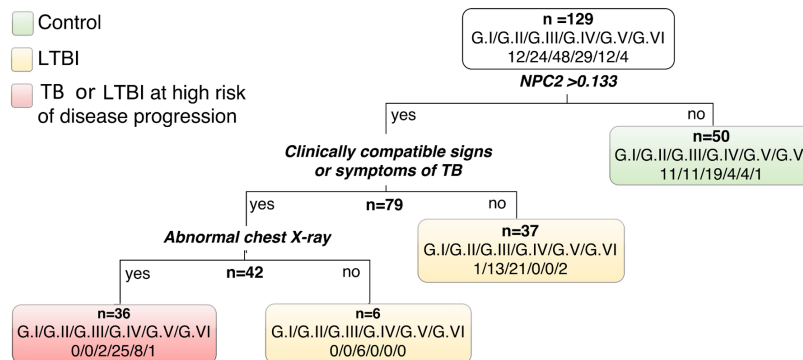 Control
LTBI
TB or LTBI at high risk
of disease progression
n =129
G.I/G.II/G.III/G.IV/G.V/G.VI
12/24/48/29/12/4
NPC2 >0.133
yes
no
n=50
G.I/G.II/G.III/G.IV/G.V/G.V
11/11/19/4/4/1
Clinically compatible signs
or symptoms of TB
yes
n=79
no
n=37
G.I/G.II/G.III/G.IV/G.V/G.VI
1/13/21/0/0/2
Abnormal chest X-ray
yes
n=42
no
n=36
G.I/G.II/G.III/G.IV/G.V/G.VI
0/0/2/25/8/1
n=6
G.I/G.II/G.III/G.IV/G.V/G.VI
0/0/6/0/0/0